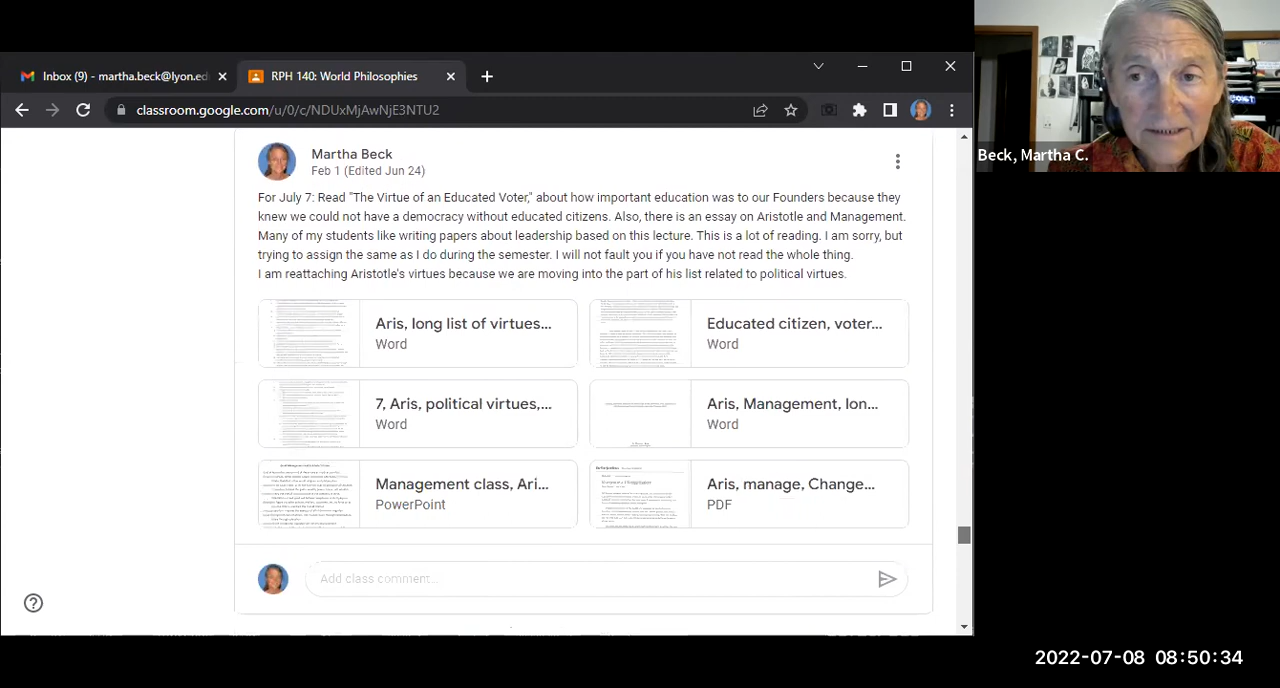 Inbox (9) - martha.beck@lyon.ed
RPH 140: World Philosophies
classroom.google.com/u/0/c/NDUxMjAwNjE3NTU2
Martha Beck
Feb 1 (Edited Jun 24)
For July 7: Read "The Virtue of an Educated Voter," about how important education was to our Founders because they
knew we could not have a democracy without educated citizens. Also, there is an essay on Aristotle and Management.
Many of my students like writing papers about leadership based on this lecture. This is a lot of reading. I am sorry, but
trying to assign the same as I do during the semester. I will not fault you if you have not read the whole thing.
I am reattaching Aristotle's virtues because we are moving into the part of his list related to political virtues.
Aris, long list of virtues...
Word
Educated citizen, voter...
Word
7. Aris, political virtues...
Word
Aris. Management, lon...
Word
Management class, Ari...
PowerPoint
Aris manage, Change...
PDF
Add class comment...
Beck, Martha C.
2022-07-08 08:50:34